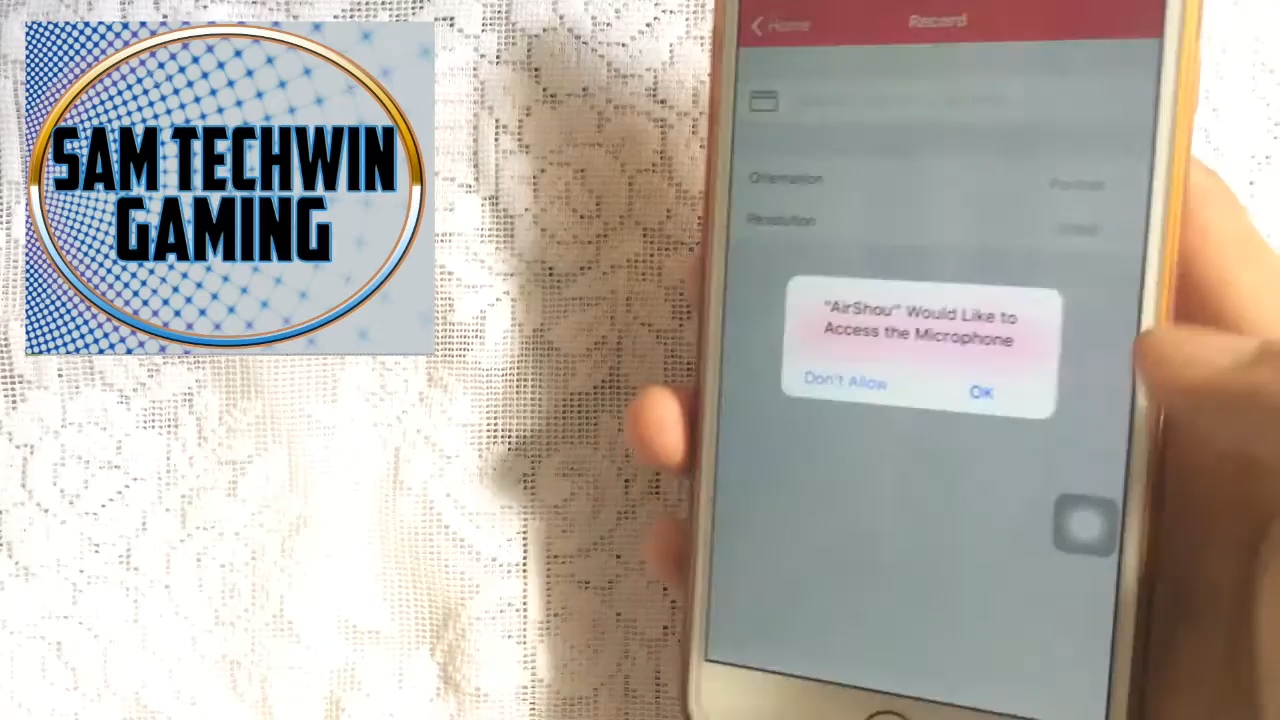 SAM TECHWIN
GAMING
Home
Record
Orientation
Portrait
Resolution
"AirShou" Would Like to
Access the Microphone
Don't Allow
OK